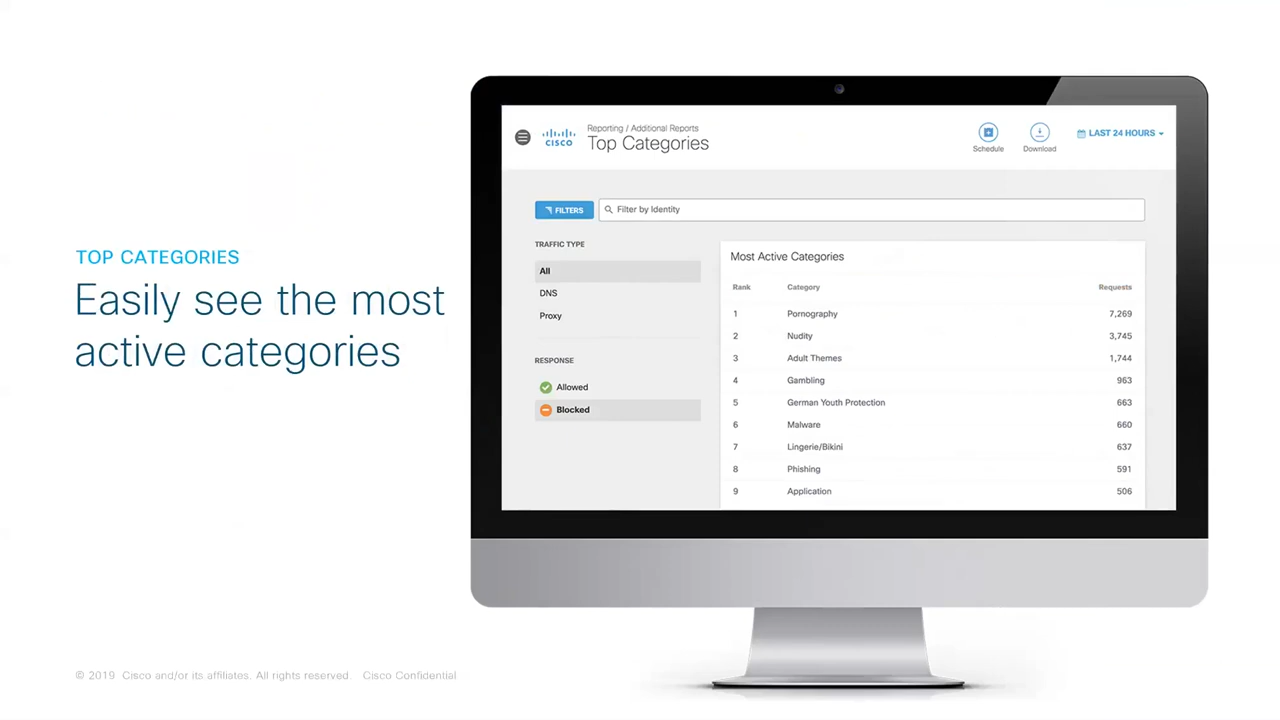 TOP CATEGORIES
Easily see the most
active categories
CISCO
Reporting / Additional Reports
Top Categories
Schedule
Download
LAST 24 HOURS
FILTERS
Filter by Identity
TRAFFIC TYPE
All
DNS
Proxy
RESPONSE
Allowed
Blocked
Most Active Categories
Rank Category Requests
1 Pornography 7,269
2 Nudity 3,745
3 Adult Themes 1,744
4 Gambling 963
5 German Youth Protection 663
6 Malware 660
7 Lingerie/Bikini 637
8 Phishing 591
9 Application 506
© 2019 Cisco and/or its affiliates. All rights reserved. Cisco Confidential